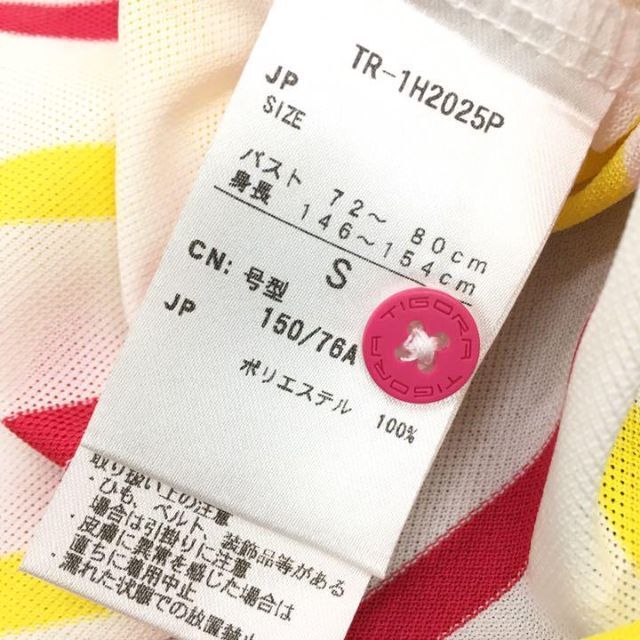 TR-1H2025P
JP
SIZE
バスト 72~ 80cm
身長 146~154cm
S
CN: 号型
JP 150/76A
ポリエステル 100%
TIGORA TIGORA
取り扱い上の注意
・ひも、ベルト、装飾品等がある
場合は引掛りに注意
・皮膚に異常を感じた場合は
直ちに着用中止
・濡れた状態での放置禁止